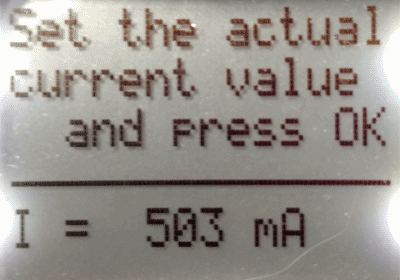 Set the actual
current value
and press OK
I = 503 mA